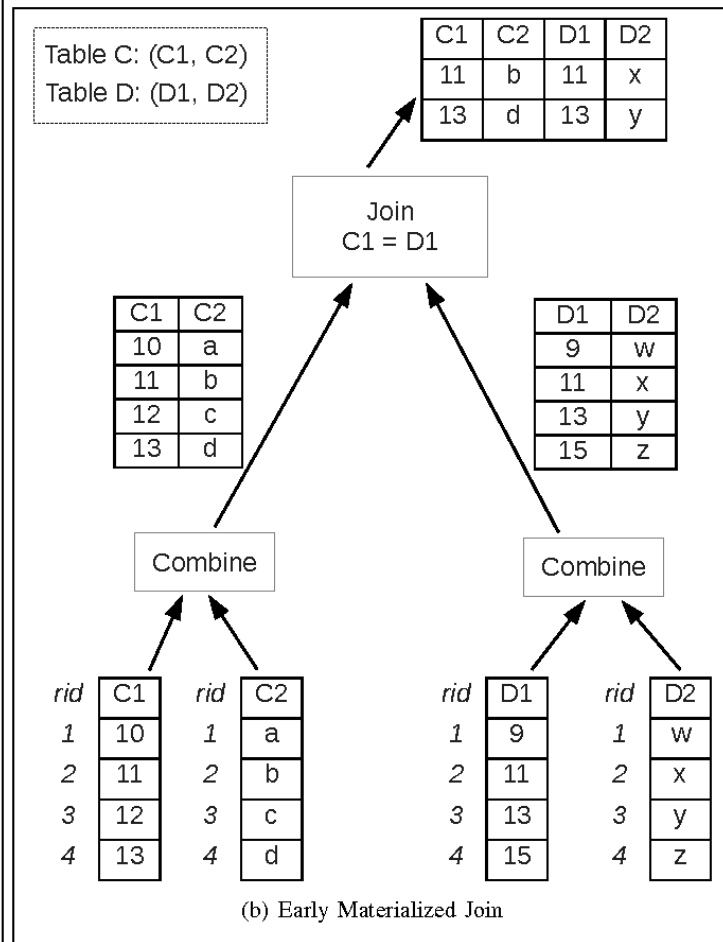 Table C: (C1, C2)
Table D: (D1, D2)
C1 C2 D1 D2
11 b 11 x
13 d 13 y
Join
C1 = D1
C1 C2
10 a
11 b
12 c
13 d
D1 D2
9 w
11 x
13 y
15 z
Combine
Combine
rid C1 rid C2 rid D1 rid D2
1 10 1 a 1 9 1 w
2 11 2 b 2 11 2 x
3 12 3 c 3 13 3 y
4 13 4 d 4 15 4 z
(b) Early Materialized Join